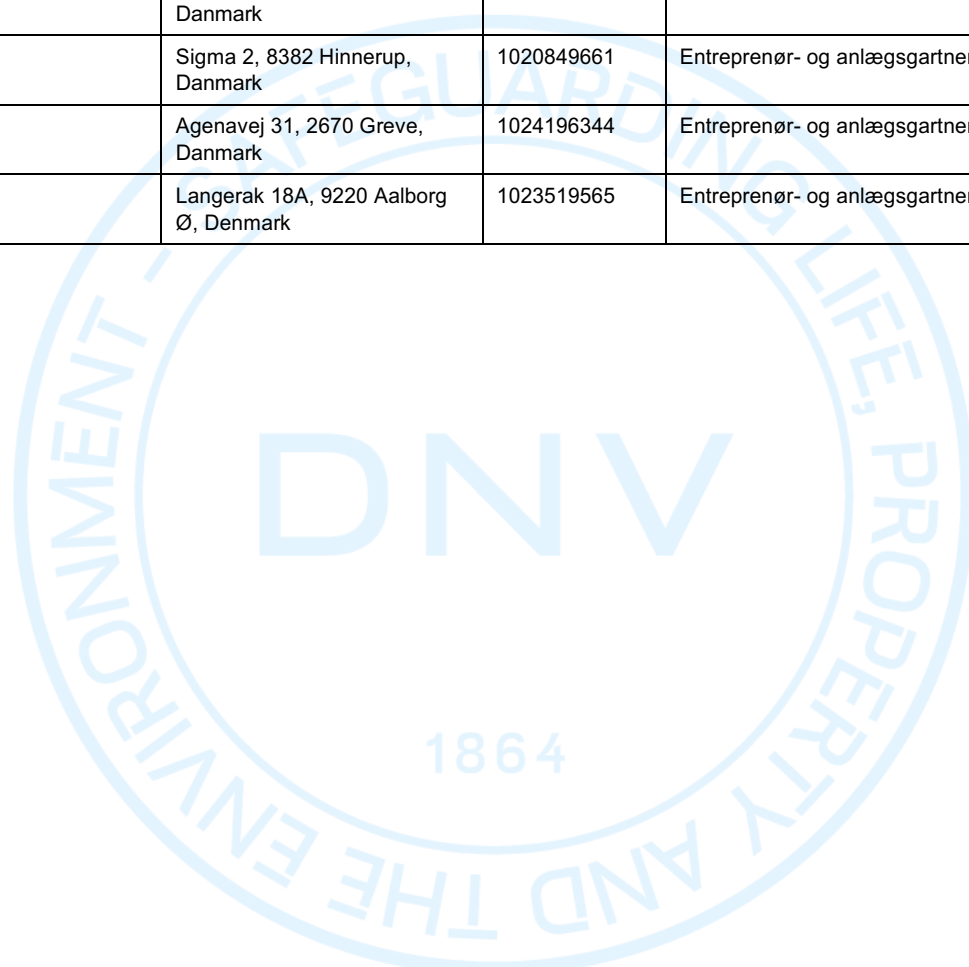 Danmark
Sigma 2, 8382 Hinnerup,
Danmark
1020849661
Entreprenør- og anlægsgartner
Agenavej 31, 2670 Greve,
Danmark
1024196344
Entreprenør- og anlægsgartner
Langerak 18A, 9220 Aalborg
Ø, Denmark
1023519565
Entreprenør- og anlægsgartner
SAFEGUARDING LIFE, PROPERTY AND THE ENVIRONMENT -
DNV
1864